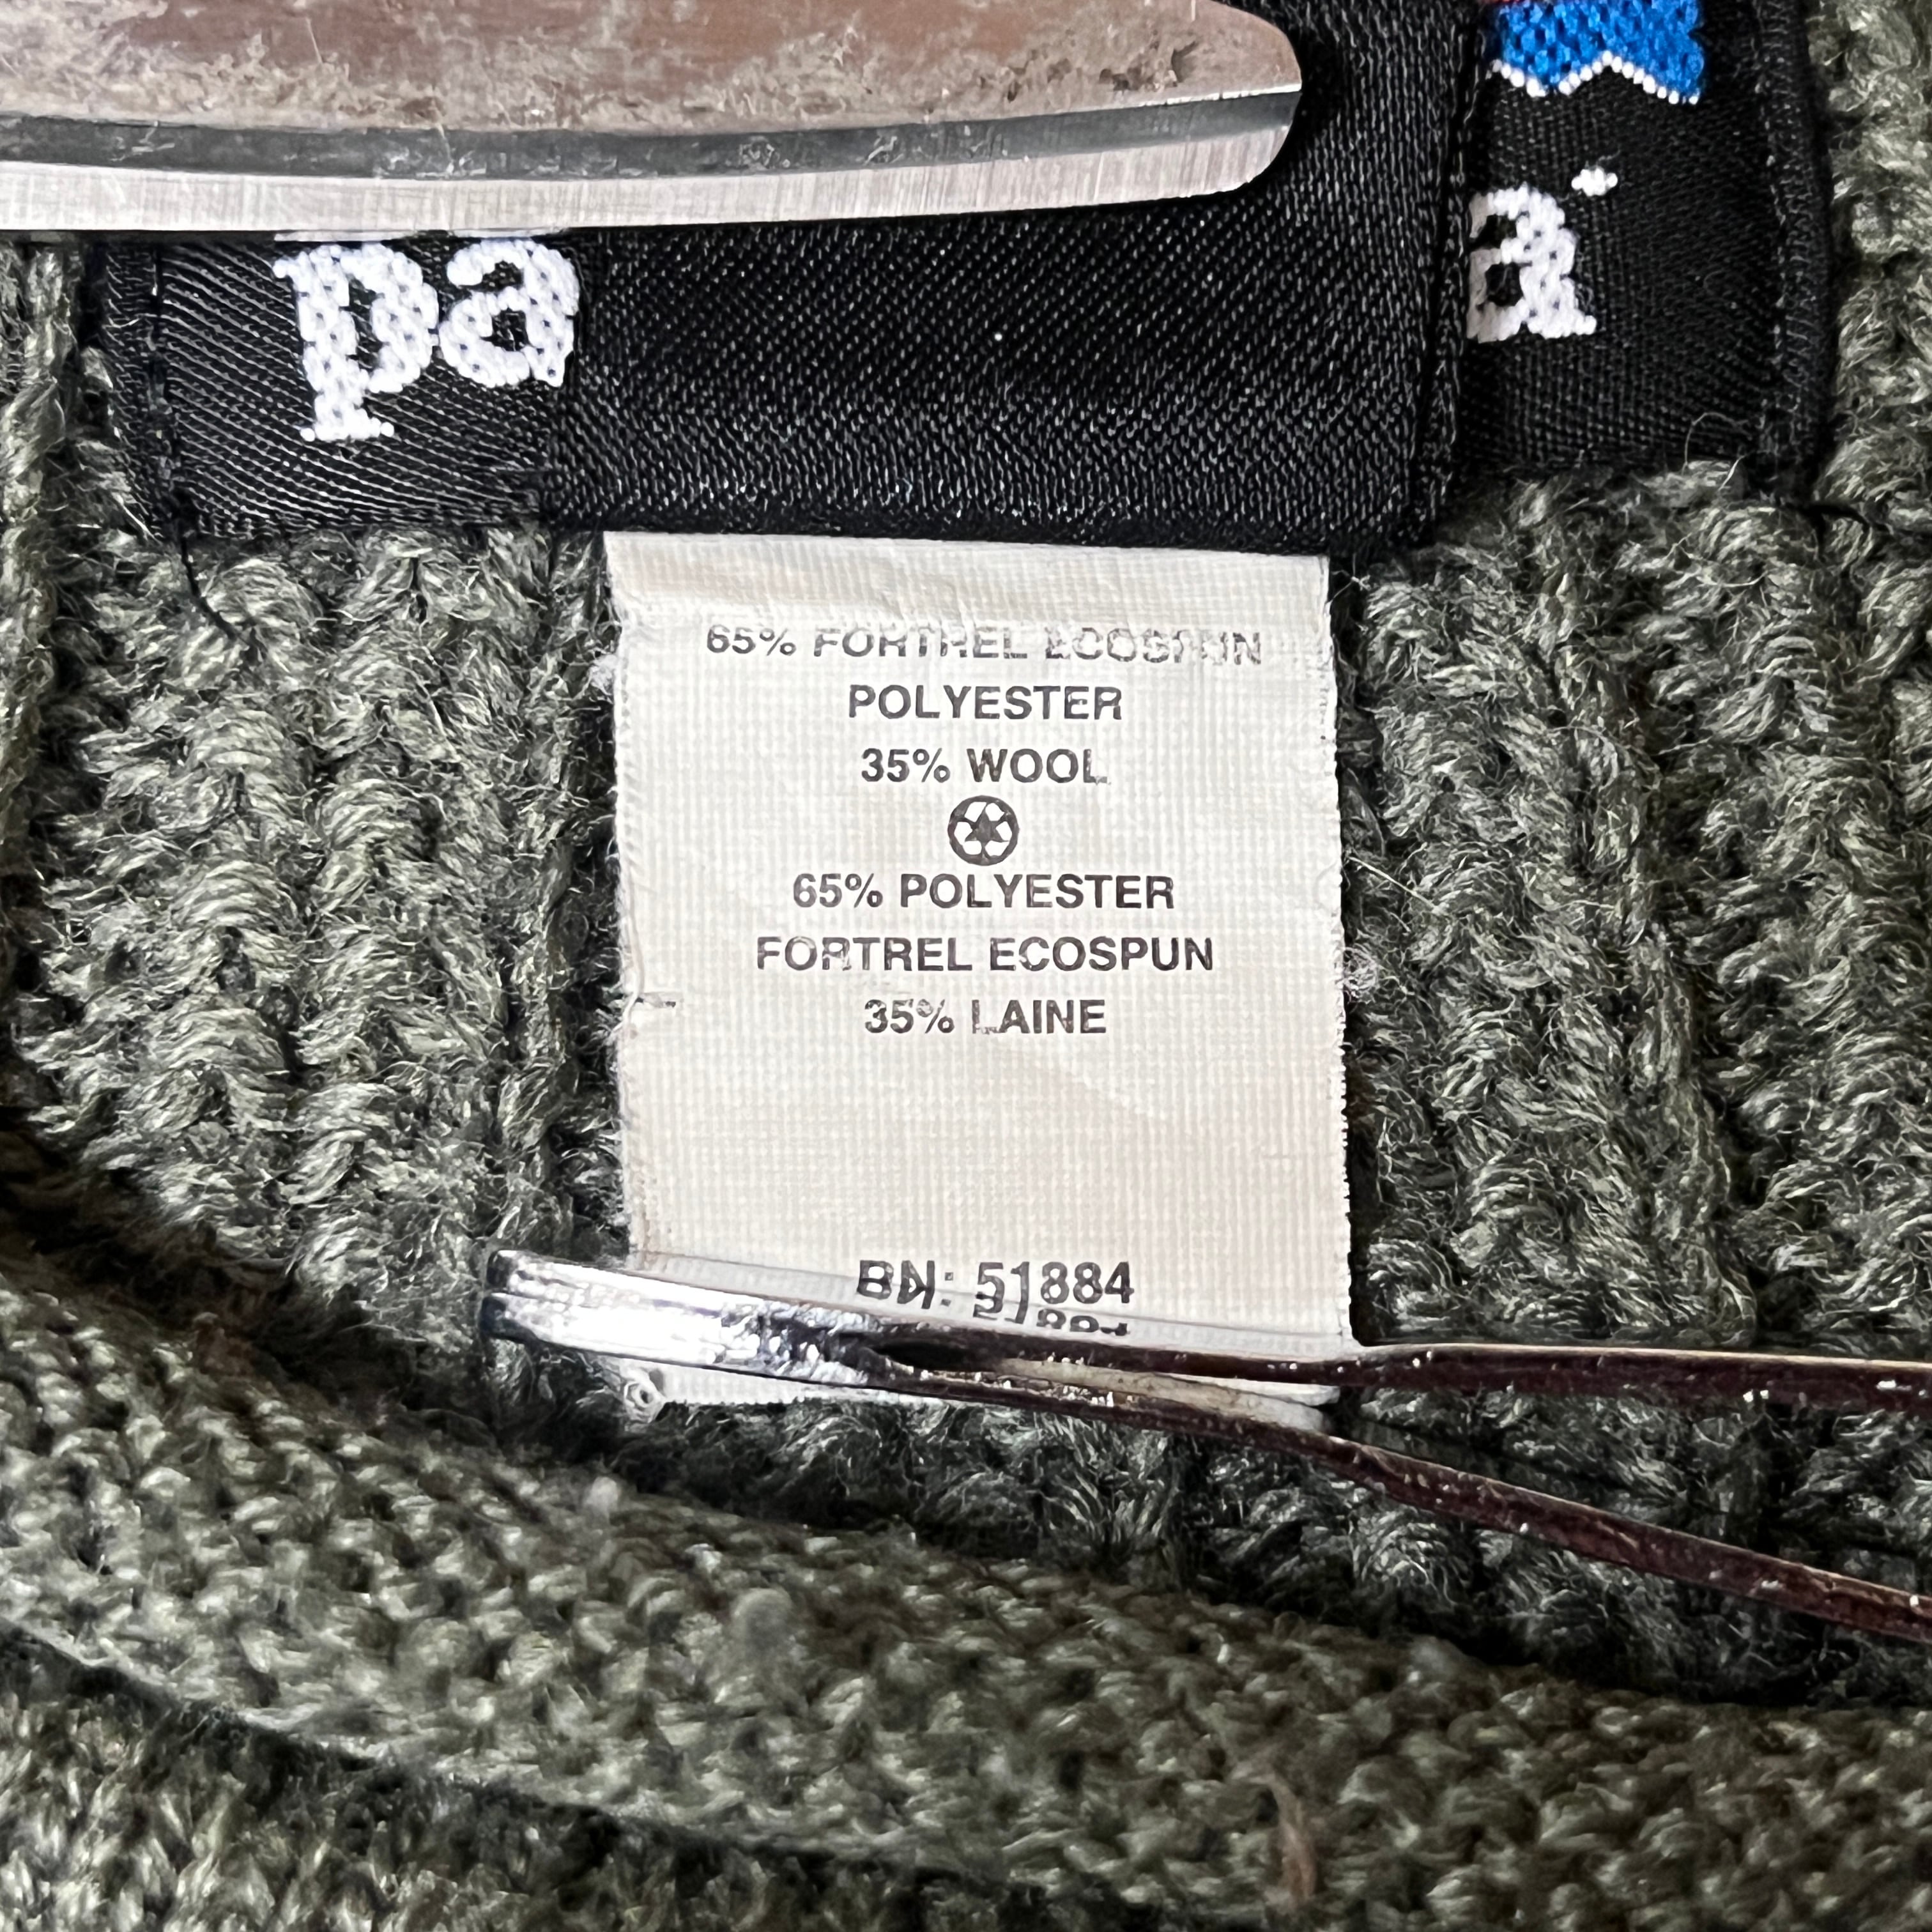 pa a
65% FORTREL ECOSPUN
POLYESTER
35% WOOL
65% POLYESTER
FORTREL ECOSPUN
35% LAINE
BN: 51884